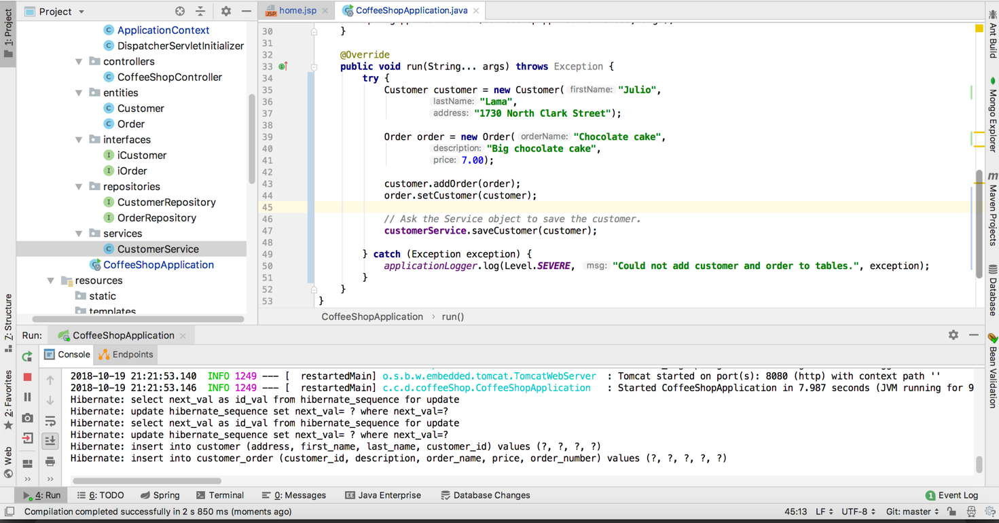 Project
home.jsp
CoffeeShopApplication.java
1: Project
Z: Structure
2: Favorites
Web
ApplicationContext
DispatcherServletInitializer
controllers
CoffeeShopController
entities
Customer
Order
interfaces
iCustomer
iOrder
repositories
CustomerRepository
OrderRepository
services
CustomerService
CoffeeShopApplication
resources
static
templates
30 }
31
32 @Override
33 public void run(String... args) throws Exception {
34 try {
35 Customer customer = new Customer( firstName: "Julio",
36 lastName: "Lama",
37 address: "1730 North Clark Street");
38
39 Order order = new Order( orderName: "Chocolate cake",
40 description: "Big chocolate cake",
41 price: 7.00);
42
43 customer.addOrder(order);
44 order.setCustomer(customer);
45
46 // Ask the Service object to save the customer.
47 customerService.saveCustomer(customer);
48
49 } catch (Exception exception) {
50 applicationLogger.log(Level.SEVERE, msg: "Could not add customer and order to tables.", exception);
51 }
52 }
53 }
CoffeeShopApplication › run()
Ant Build
Mongo Explorer
m Maven Projects
Database
Bean Validation
Run: CoffeeShopApplication
Console Endpoints
2018-10-19 21:21:53.140 INFO 1249 --- [ restartedMain] o.s.b.w.embedded.tomcat.TomcatWebServer : Tomcat started on port(s): 8080 (http) with context path ''
2018-10-19 21:21:53.146 INFO 1249 --- [ restartedMain] c.c.d.coffeeShop.CoffeeShopApplication : Started CoffeeShopApplication in 7.987 seconds (JVM running for 9
Hibernate: select next_val as id_val from hibernate_sequence for update
Hibernate: update hibernate_sequence set next_val= ? where next_val=?
Hibernate: select next_val as id_val from hibernate_sequence for update
Hibernate: update hibernate_sequence set next_val= ? where next_val=?
Hibernate: insert into customer (address, first_name, last_name, customer_id) values (?, ?, ?, ?)
Hibernate: insert into customer_order (customer_id, description, order_name, price, order_number) values (?, ?, ?, ?, ?)
4: Run 6: TODO Spring Terminal 0: Messages Java Enterprise Database Changes 1 Event Log
Compilation completed successfully in 2 s 850 ms (moments ago) 45:13 LF UTF-8 Git: master